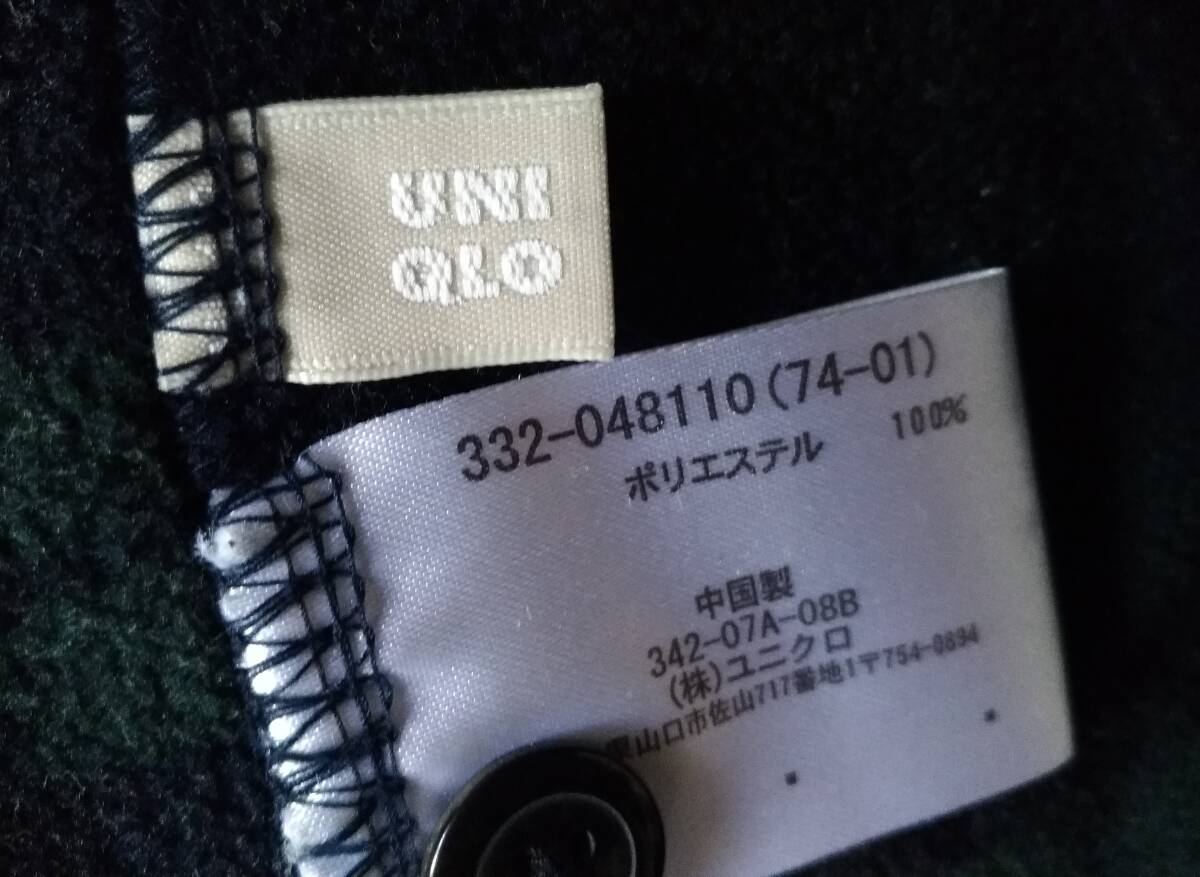 UNI
QLO
332-048110(74-01)
ポリエステル 100%
中国製
342-07A-08B
(株)ユニクロ
山口市佐山717番地1〒754-0894